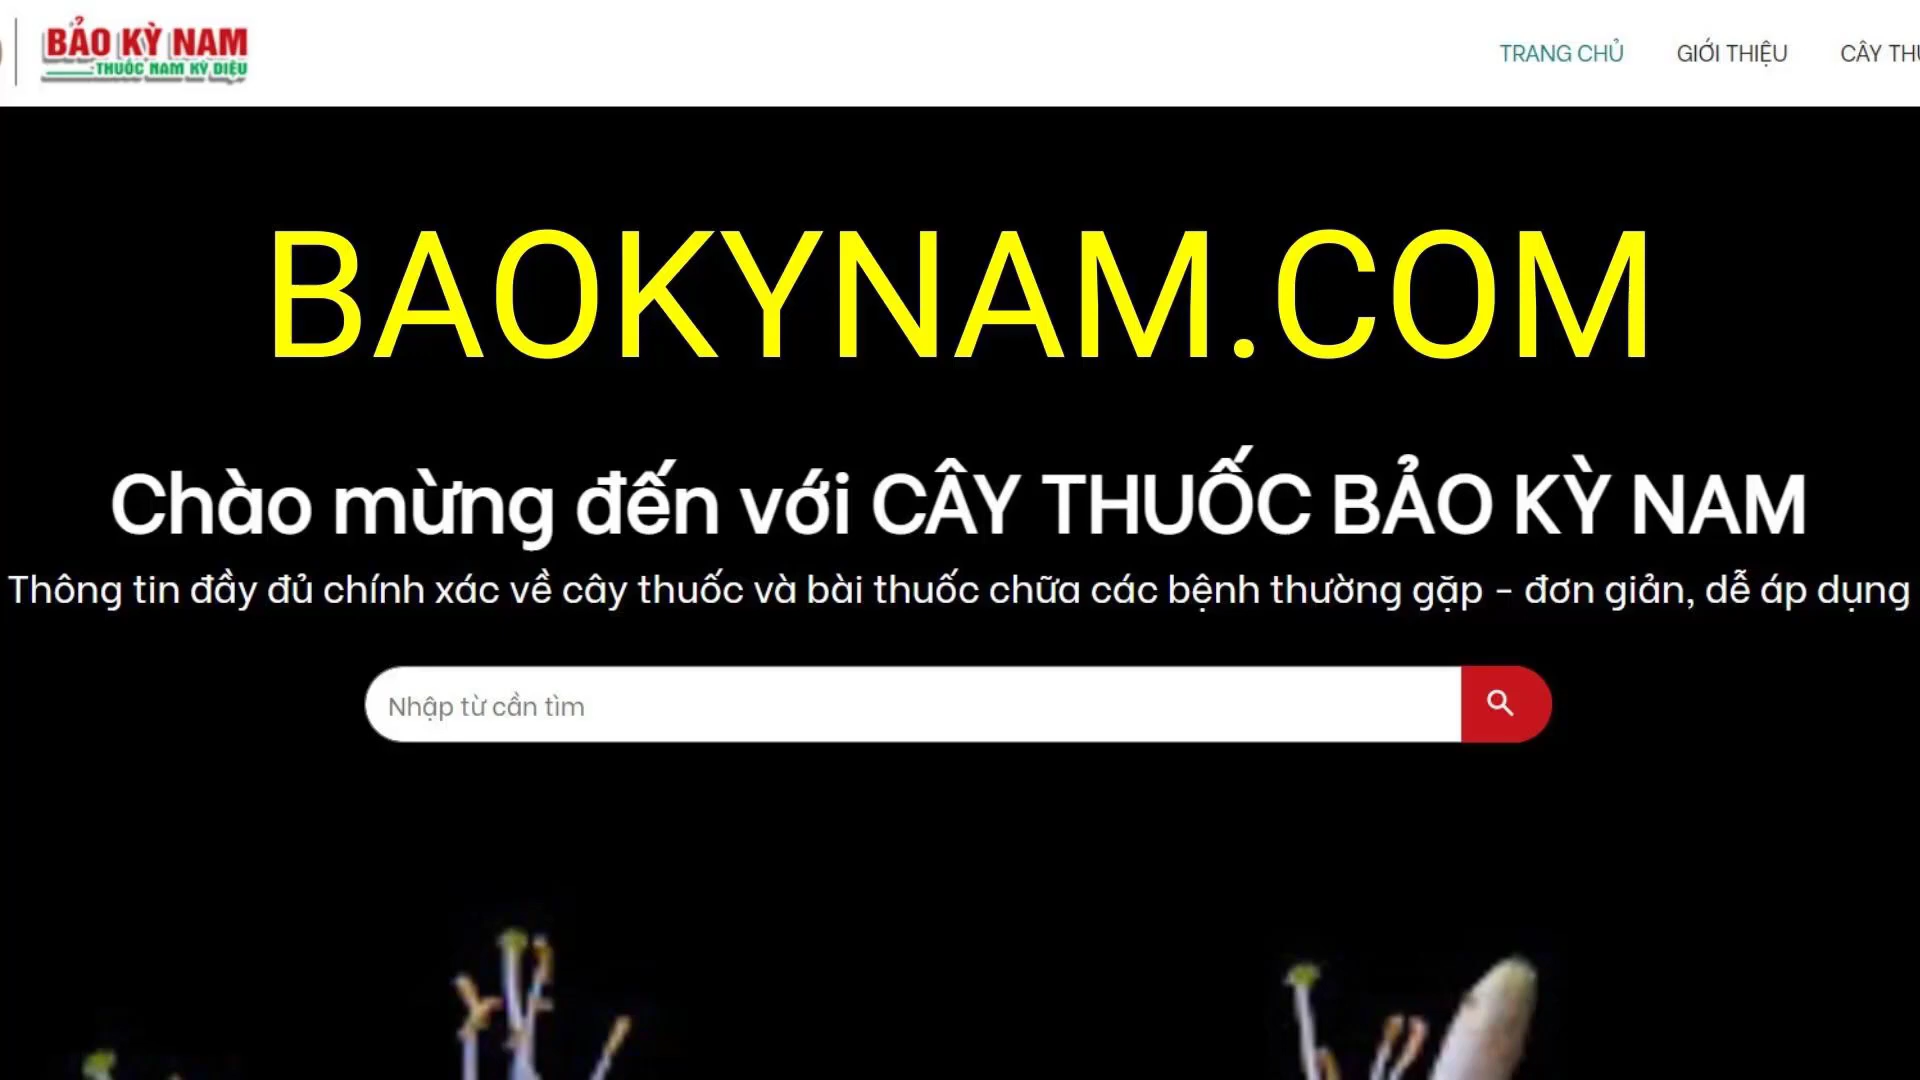 BẢO KỲ NAM
THUỐC NAM KỲ DIỆU
TRANG CHỦ GIỚI THIỆU CÂY THU
BAOKYNAM.COM
Chào mừng đến với CÂY THUỐC BẢO KỲ NAM
Thông tin đầy đủ chính xác về cây thuốc và bài thuốc chữa các bệnh thường gặp - đơn giản, dễ áp dụng
Nhập từ cần tìm